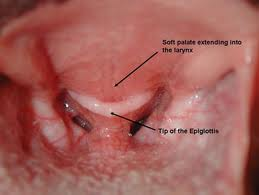 Soft palate extending into
the larynx
Tip of the Epiglottis